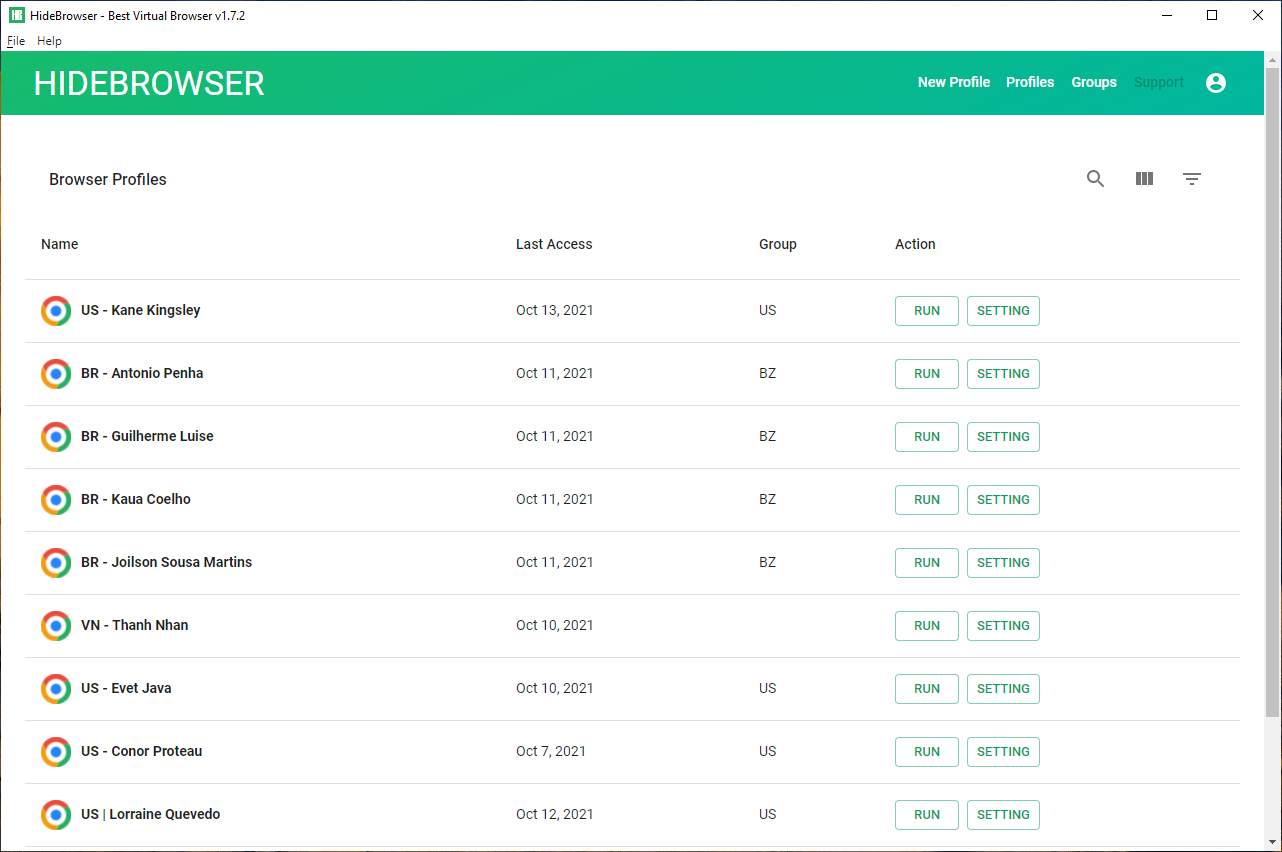 HideBrowser - Best Virtual Browser v1.7.2
File Help
HIDEBROWSER New Profile Profiles Groups Support
Browser Profiles
Name Last Access Group Action
US - Kane Kingsley Oct 13, 2021 US RUN SETTING
BR - Antonio Penha Oct 11, 2021 BZ RUN SETTING
BR - Guilherme Luise Oct 11, 2021 BZ RUN SETTING
BR - Kaua Coelho Oct 11, 2021 BZ RUN SETTING
BR - Joilson Sousa Martins Oct 11, 2021 BZ RUN SETTING
VN - Thanh Nhan Oct 10, 2021 RUN SETTING
US - Evet Java Oct 10, 2021 US RUN SETTING
US - Conor Proteau Oct 7, 2021 US RUN SETTING
US | Lorraine Quevedo Oct 12, 2021 US RUN SETTING